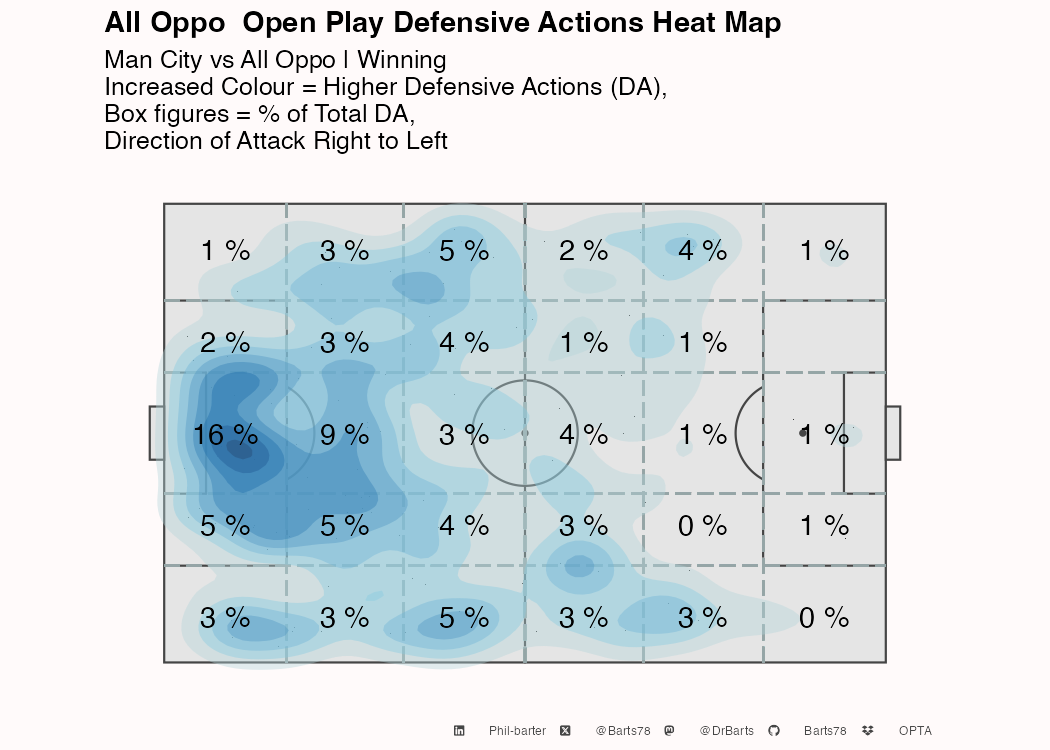 All Oppo  Open Play Defensive Actions Heat Map
Man City vs All Oppo | Winning
Increased Colour = Higher Defensive Actions (DA),
Box figures = % of Total DA,
Direction of Attack Right to Left
1 % 3 % 5 % 2 % 4 % 1 %
2 % 3 % 4 % 1 % 1 %
16 % 9 % 3 % 4 % 1 % 1 %
5 % 5 % 4 % 3 % 0 % 1 %
3 % 3 % 5 % 3 % 3 % 0 %
Phil-barter @Barts78 @DrBarts Barts78 OPTA